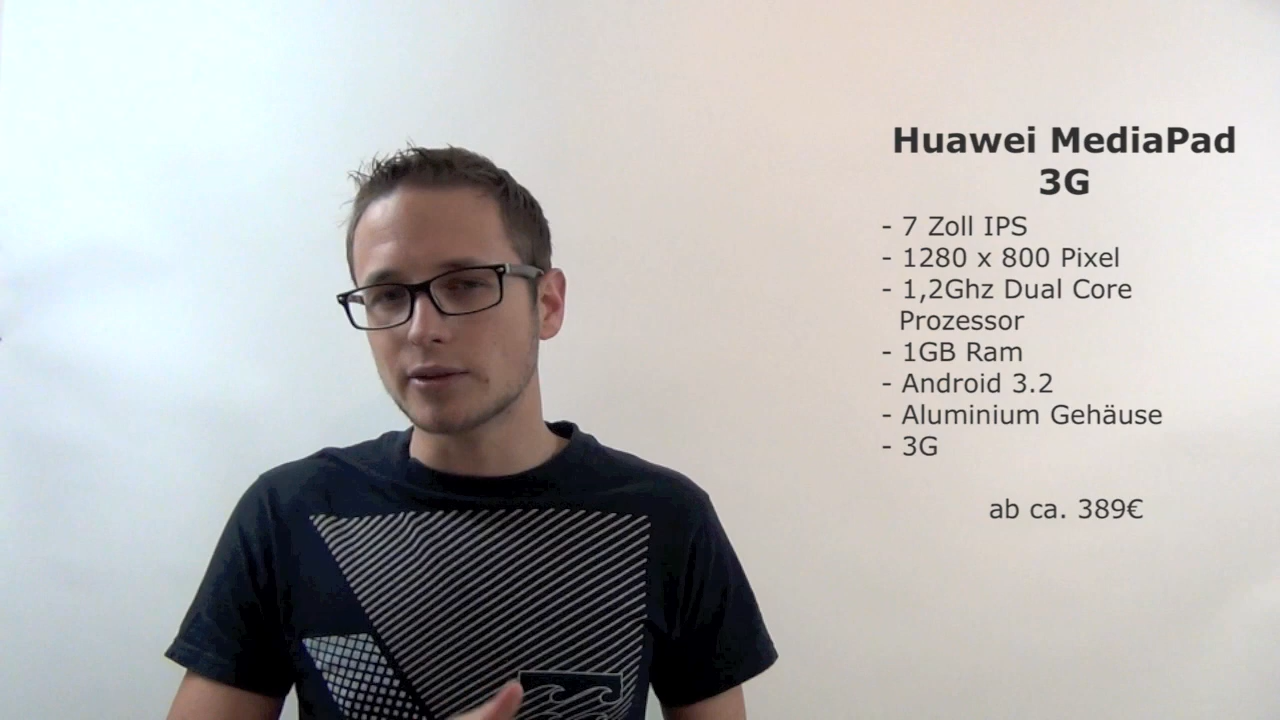 Huawei MediaPad
3G
- 7 Zoll IPS
- 1280 x 800 Pixel
- 1,2Ghz Dual Core
Prozessor
- 1GB Ram
- Android 3.2
- Aluminium Gehäuse
- 3G
ab ca. 389€